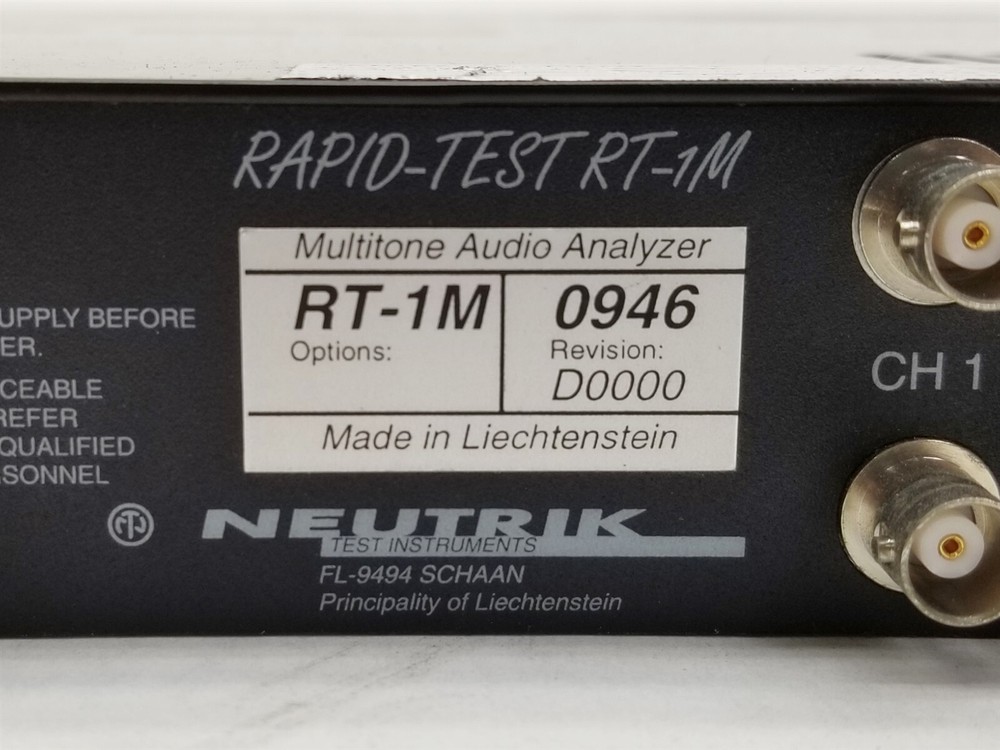 RAPID-TEST RT-1M
Multitone Audio Analyzer
RT-1M
Options:
0946
Revision:
D0000
Made in Liechtenstein
UPPLY BEFORE
ER.
CEABLE
REFER
QUALIFIED
SONNEL
CH 1
NEUTRIK
TEST INSTRUMENTS
FL-9494 SCHAAN
Principality of Liechtenstein